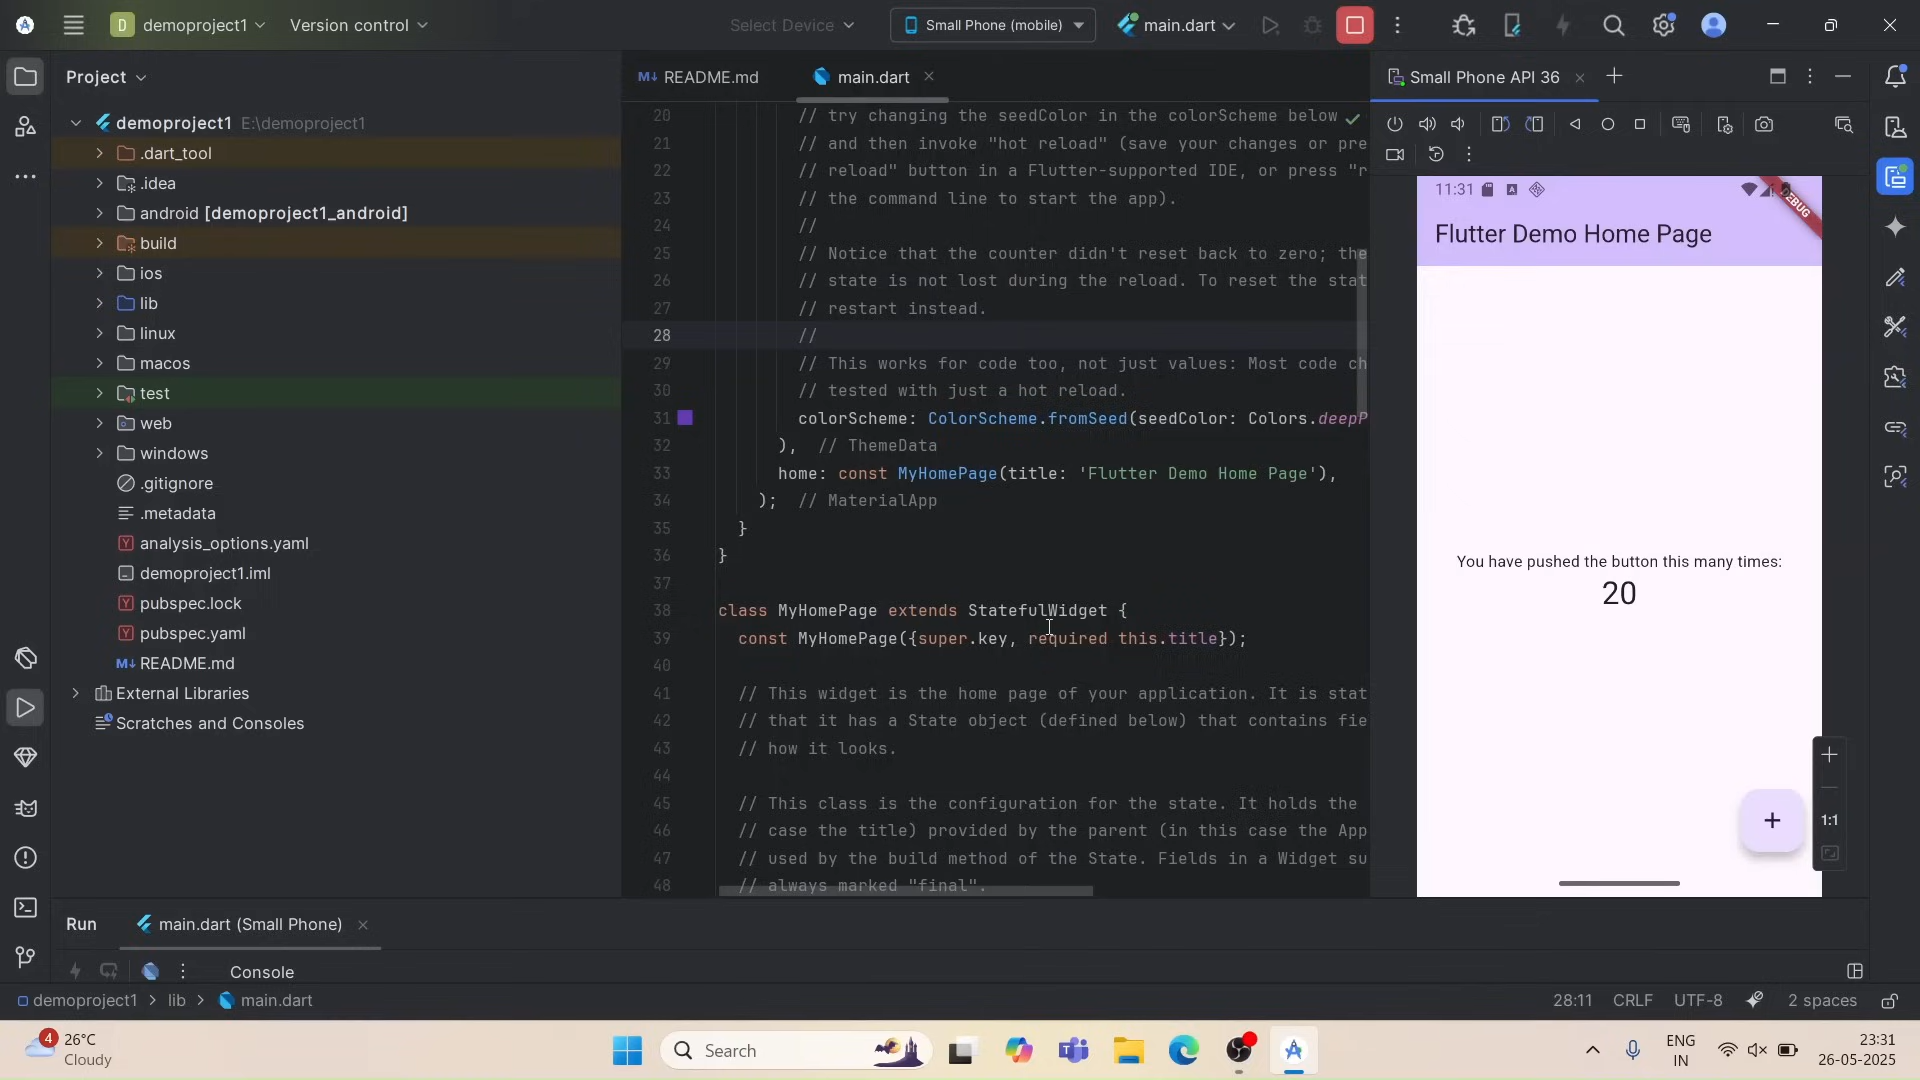 D demoproject1 Version control Select Device Small Phone (mobile) main.dart
Project
demoproject1 E:\demoproject1
.dart_tool
.idea
android [demoproject1_android]
build
ios
lib
linux
macos
test
web
windows
.gitignore
.metadata
analysis_options.yaml
demoproject1.iml
pubspec.lock
pubspec.yaml
README.md
External Libraries
Scratches and Consoles
README.md main.dart
20 // try changing the seedColor in the colorScheme below
21 // and then invoke "hot reload" (save your changes or pre
22 // reload" button in a Flutter-supported IDE, or press "r
23 // the command line to start the app).
24 //
25 // Notice that the counter didn't reset back to zero; the
26 // state is not lost during the reload. To reset the stat
27 // restart instead.
28 //
29 // This works for code too, not just values: Most code ch
30 // tested with just a hot reload.
31 colorScheme: ColorScheme.fromSeed(seedColor: Colors.deepP
32 ), // ThemeData
33 home: const MyHomePage(title: 'Flutter Demo Home Page'),
34 ); // MaterialApp
35 }
36 }
37
38 class MyHomePage extends StatefulWidget {
39 const MyHomePage({super.key, required this.title});
40
41 // This widget is the home page of your application. It is stat
42 // that it has a State object (defined below) that contains fie
43 // how it looks.
44
45 // This class is the configuration for the state. It holds the
46 // case the title) provided by the parent (in this case the App
47 // used by the build method of the State. Fields in a Widget su
48 // always marked "final".
Small Phone API 36
11:31
DEBUG
Flutter Demo Home Page
You have pushed the button this many times:
20
+
1:1
Run main.dart (Small Phone)
Console
demoproject1 > lib > main.dart 28:11 CRLF UTF-8 2 spaces
4 26°C
Cloudy
Search
ENG
IN
23:31
26-05-2025